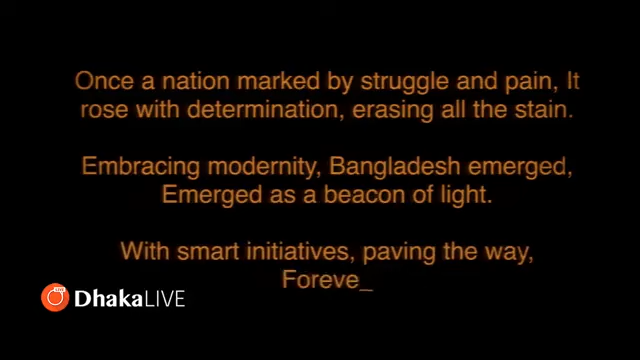 Once a nation marked by struggle and pain, It
rose with determination, erasing all the stain.
Embracing modernity, Bangladesh emerged,
Emerged as a beacon of light.
With smart initiatives, paving the way,
Foreve_
DhakaLIVE